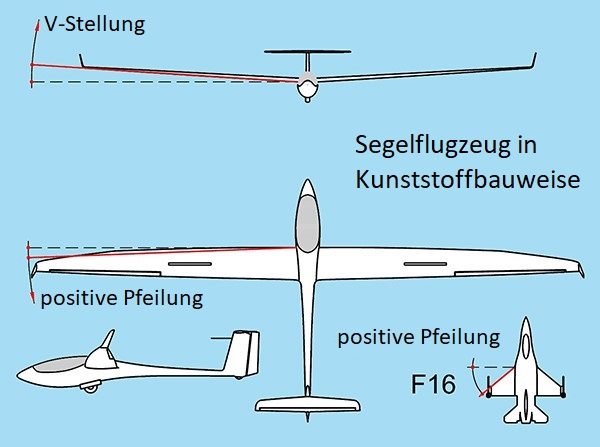 V-Stellung
Segelflugzeug in
Kunststoffbauweise
positive Pfeilung
positive Pfeilung
F16